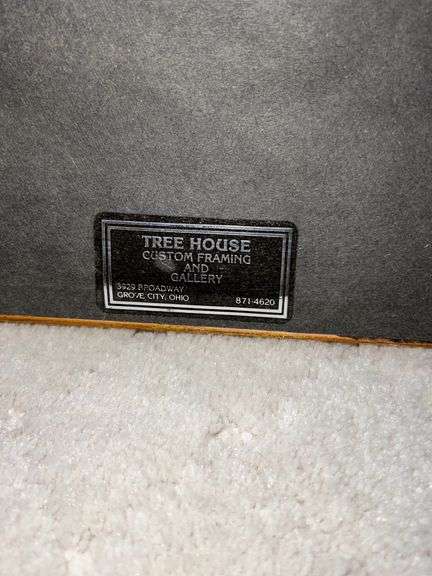 TREE HOUSE
CUSTOM FRAMING
AND
GALLERY
3929 BROADWAY
GROVE CITY, OHIO 871-4620